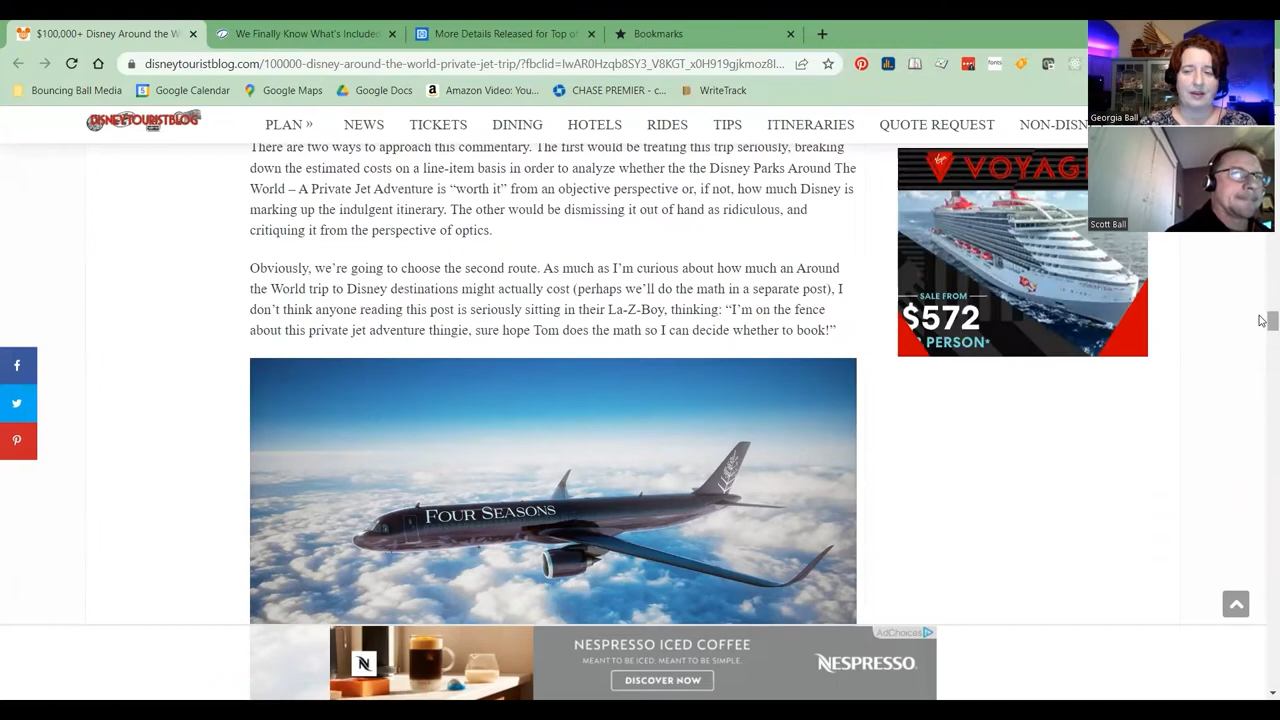 $100,000+ Disney Around the W
We Finally Know What's Included
More Details Released for Top of
Bookmarks
disneytouristblog.com/100000-disney-around-the-world-private-jet-trip/?fbclid=IwAR0Hzqb8SY3_V8KGT_x0H919gjkmoz8I...
Bouncing Ball Media
Google Calendar
Google Maps
Google Docs
Amazon Video: You...
CHASE PREMIER - c...
WriteTrack
fonts
DISNEYTOURISTBLOG
PLAN »
NEWS
TICKETS
DINING
HOTELS
RIDES
TIPS
ITINERARIES
QUOTE REQUEST
NON-DISN
There are two ways to approach this commentary. The first would be treating this trip seriously, breaking
down the estimated costs on a line-item basis in order to analyze whether the the Disney Parks Around The
World – A Private Jet Adventure is “worth it” from an objective perspective or, if not, how much Disney is
marking up the indulgent itinerary. The other would be dismissing it out of hand as ridiculous, and
critiquing it from the perspective of optics.
Obviously, we’re going to choose the second route. As much as I’m curious about how much an Around
the World trip to Disney destinations might actually cost (perhaps we’ll do the math in a separate post), I
don’t think anyone reading this post is seriously sitting in their La-Z-Boy, thinking: “I’m on the fence
about this private jet adventure thingie, sure hope Tom does the math so I can decide whether to book!”
FOUR SEASONS
VOYAG
SALE FROM
$572
PERSON*
Georgia Ball
Scott Ball
NESPRESSO ICED COFFEE
MEANT TO BE ICED. MEANT TO BE SIMPLE.
DISCOVER NOW
NESPRESSO
AdChoices